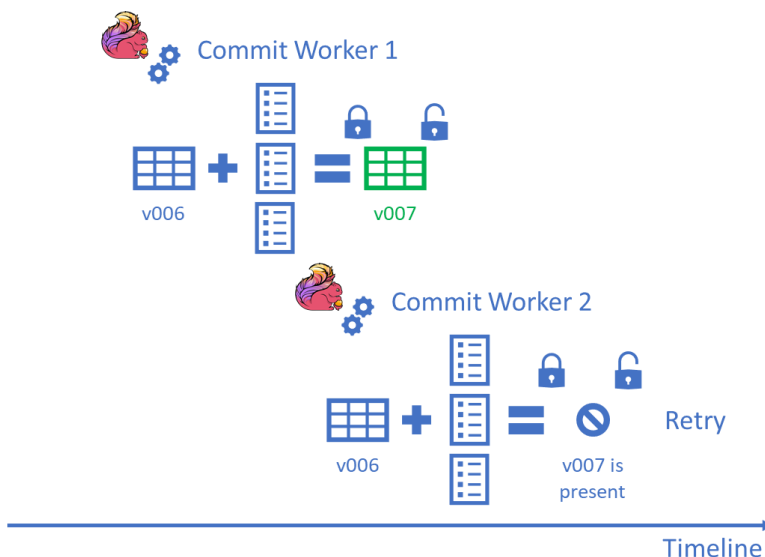 Commit Worker 1
v006
v007
Commit Worker 2
Retry
v006
v007 is
present
Timeline